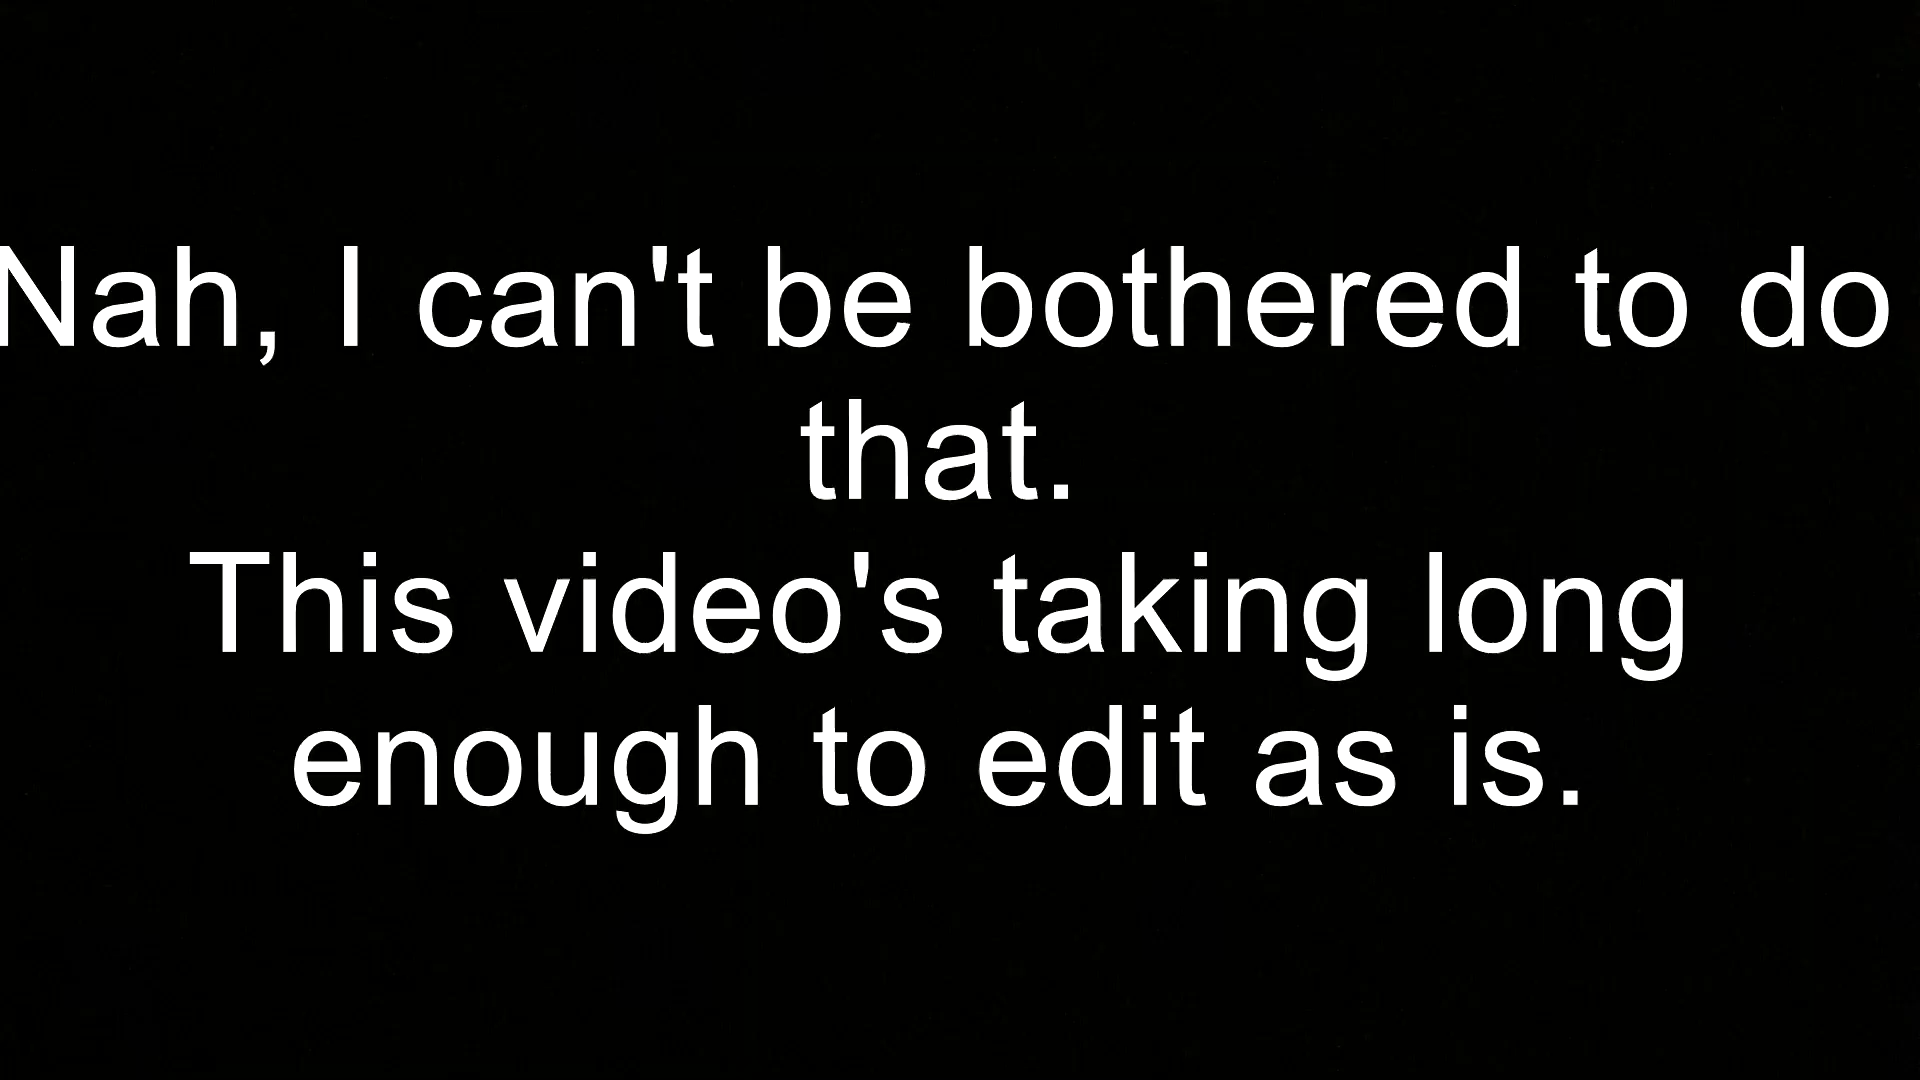 Nah, I can't be bothered to do
that.
This video's taking long
enough to edit as is.